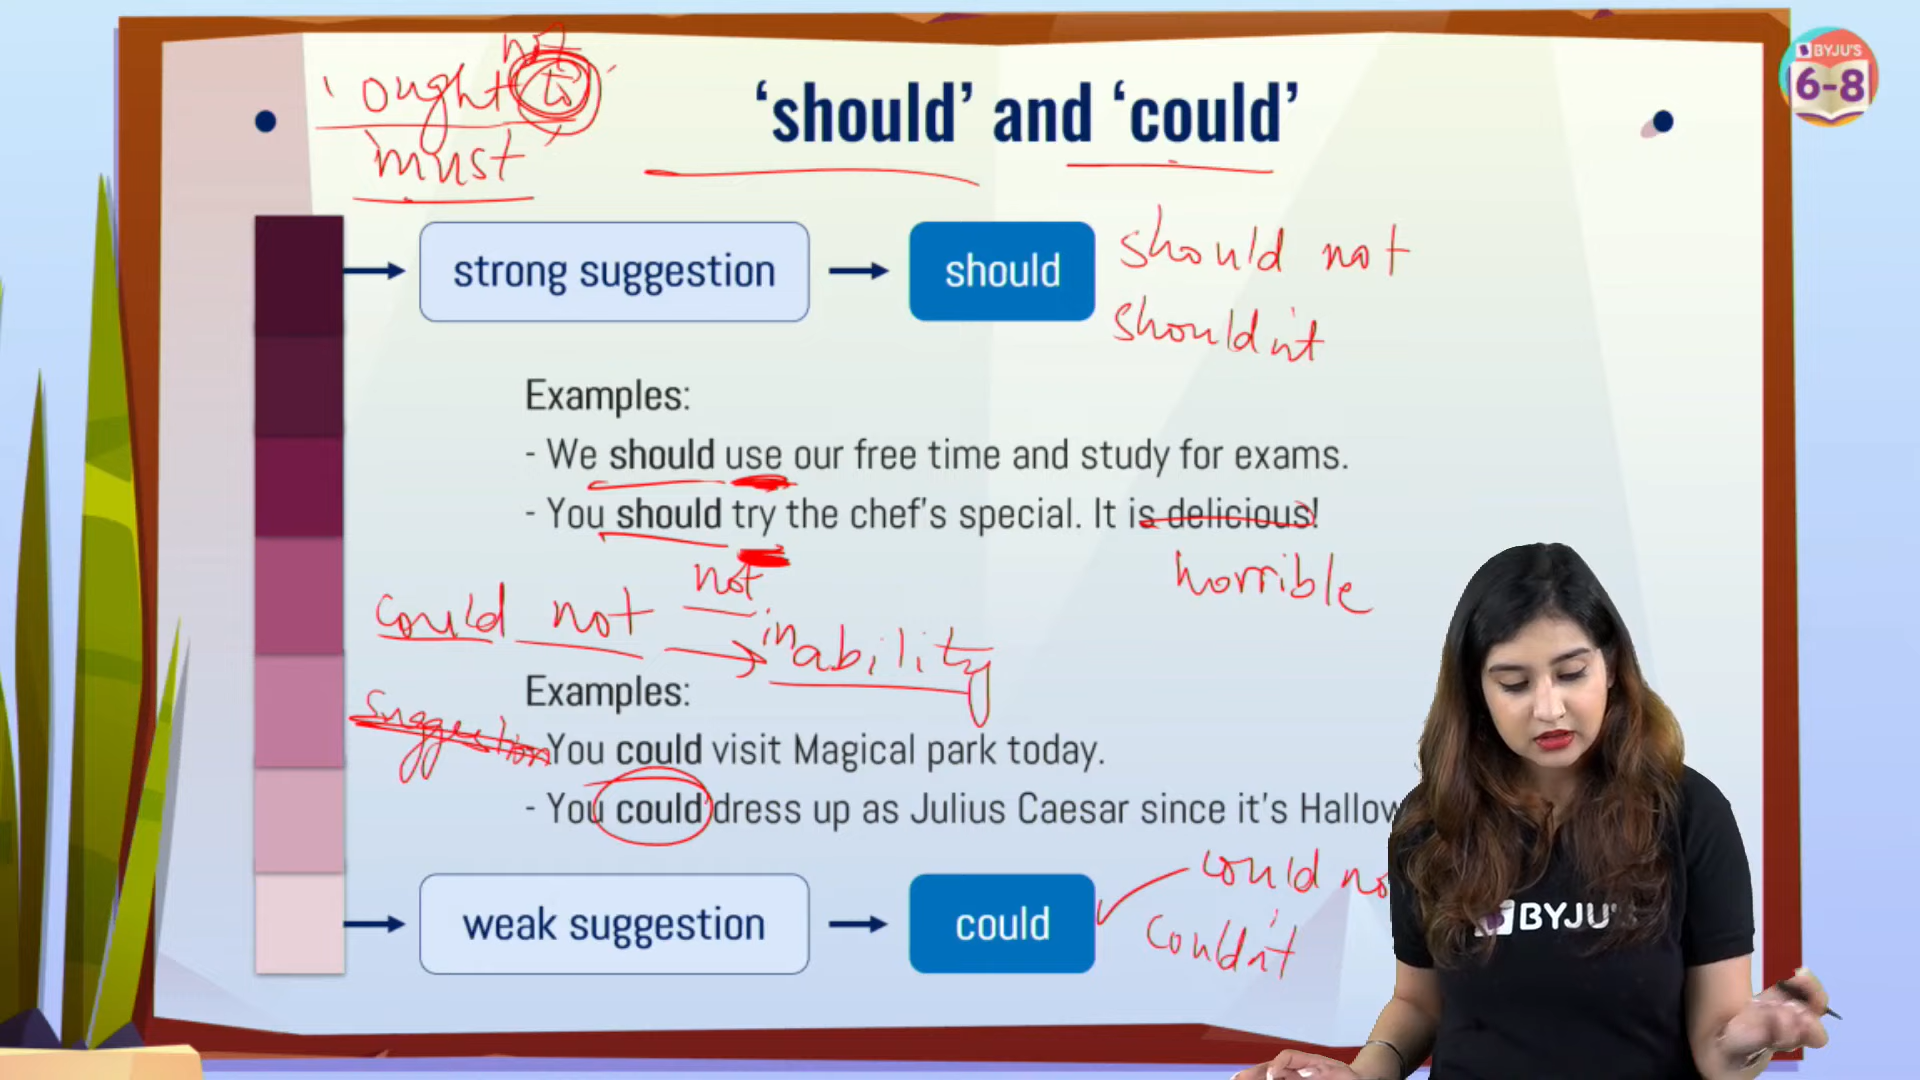 BYJU'S
6-8
not
ought to
must
‘should’ and ‘could’
strong suggestion
should
should not
shouldn't
Examples:
- We should use our free time and study for exams.
- You should try the chef’s special. It is delicious!
horrible
not
could not
inability
Examples:
suggestion
You could visit Magical park today.
- You could dress up as Julius Caesar since it’s Hallow
could no
weak suggestion
could
couldn't
BYJU'S